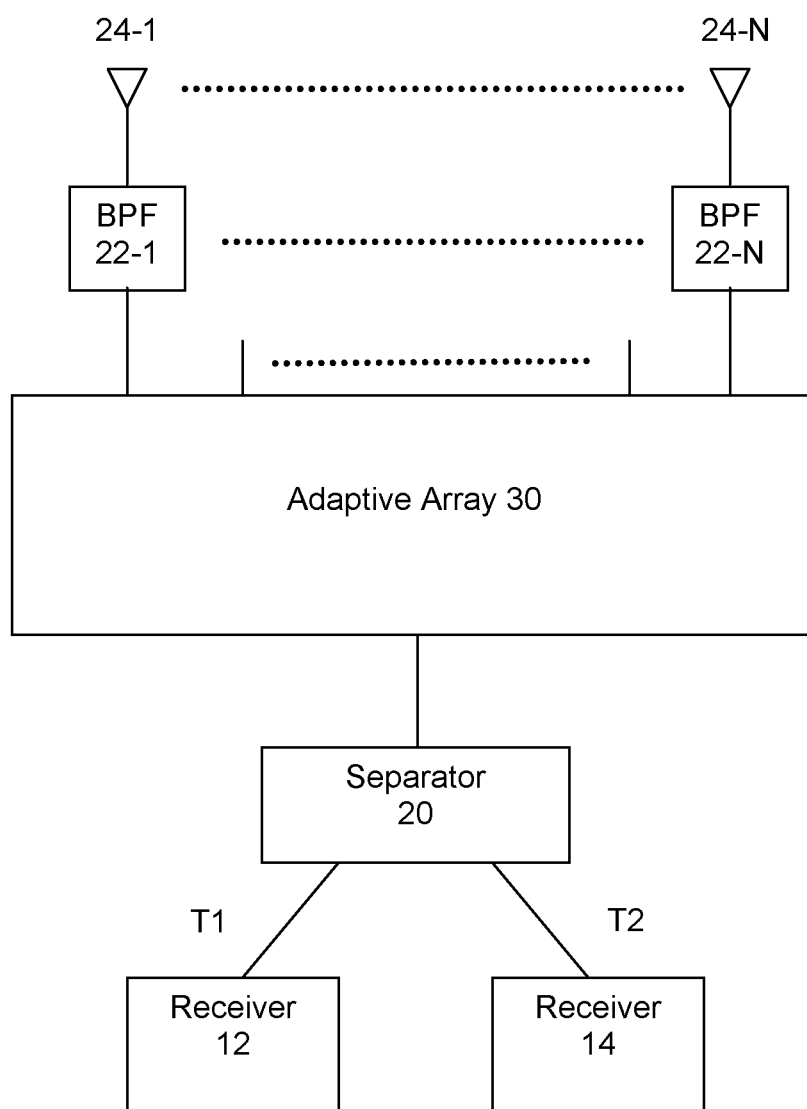 24-1
24-N
BPF
22-1
BPF
22-N
Adaptive Array 30
Separator
20
T1
T2
Receiver
12
Receiver
14